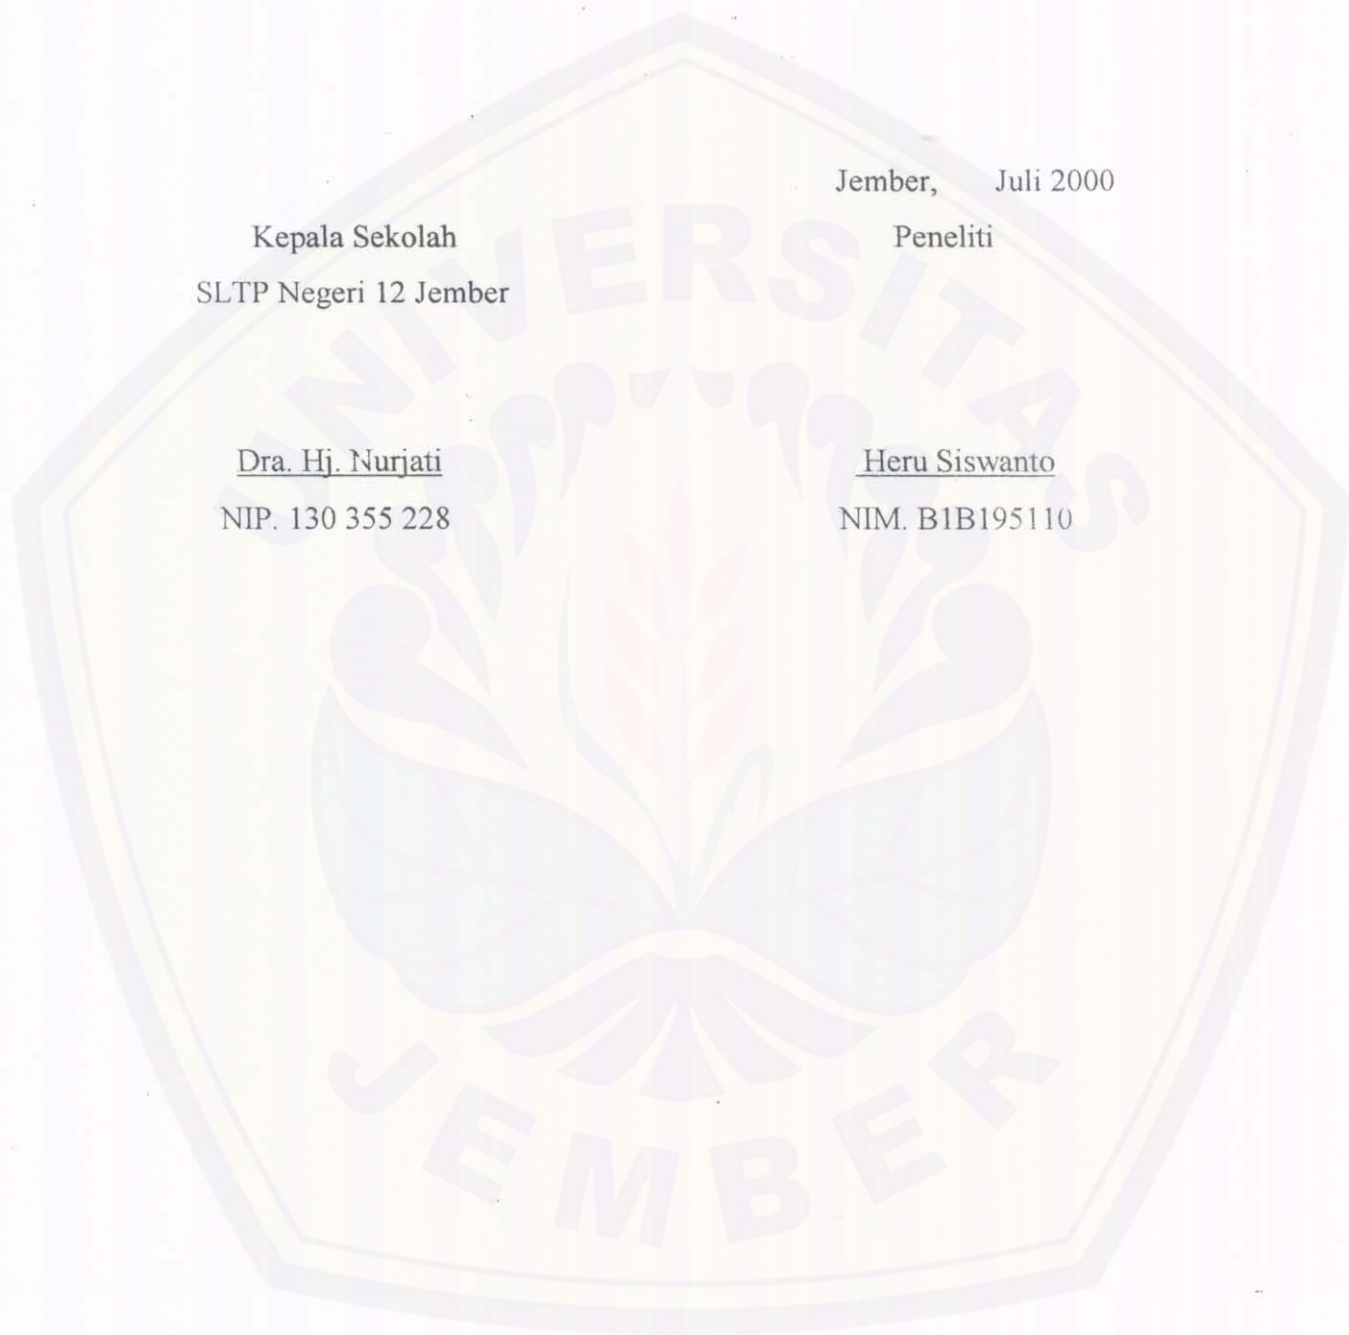 Jember, Juli 2000
Kepala Sekolah Peneliti
SLTP Negeri 12 Jember
Dra. Hj. Nurjati Heru Siswanto
NIP. 130 355 228 NIM. B1B195110
UNIVERSITAS
JEMBER